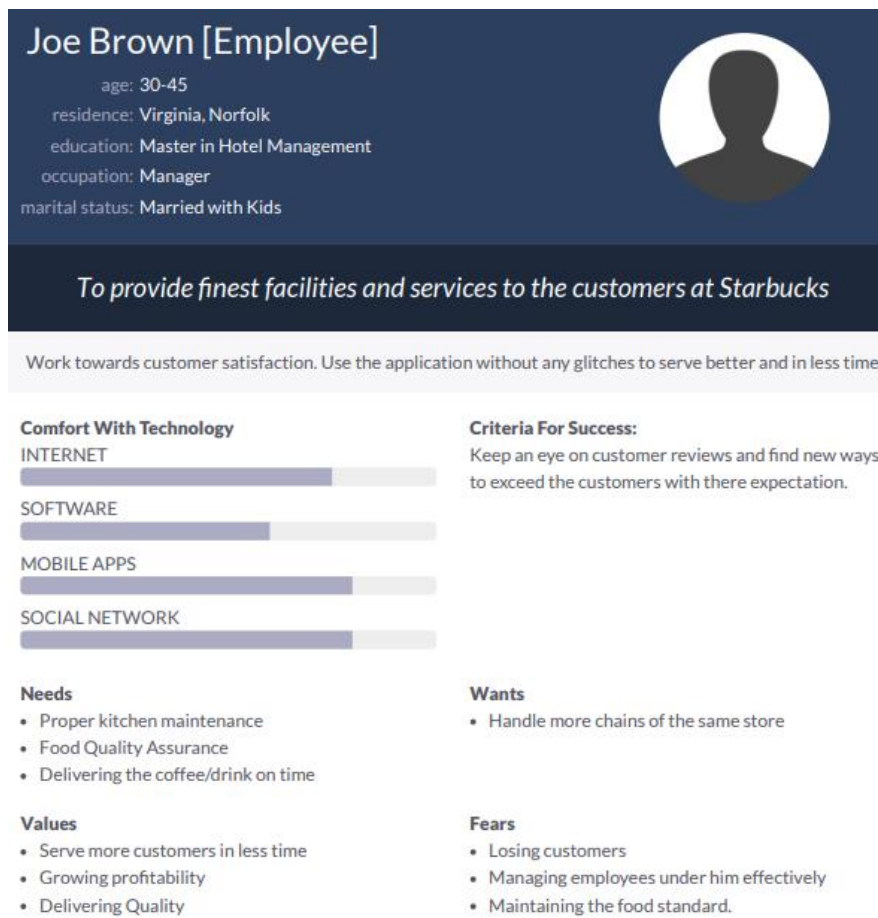 Joe Brown [Employee]
age: 30-45
residence: Virginia, Norfolk
education: Master in Hotel Management
occupation: Manager
marital status: Married with Kids
To provide finest facilities and services to the customers at Starbucks
Work towards customer satisfaction. Use the application without any glitches to serve better and in less time
Comfort With Technology
INTERNET
SOFTWARE
MOBILE APPS
SOCIAL NETWORK
Criteria For Success:
Keep an eye on customer reviews and find new ways
to exceed the customers with there expectation.
Needs
• Proper kitchen maintenance
• Food Quality Assurance
• Delivering the coffee/drink on time
Wants
• Handle more chains of the same store
Values
• Serve more customers in less time
• Growing profitability
• Delivering Quality
Fears
• Losing customers
• Managing employees under him effectively
• Maintaining the food standard.